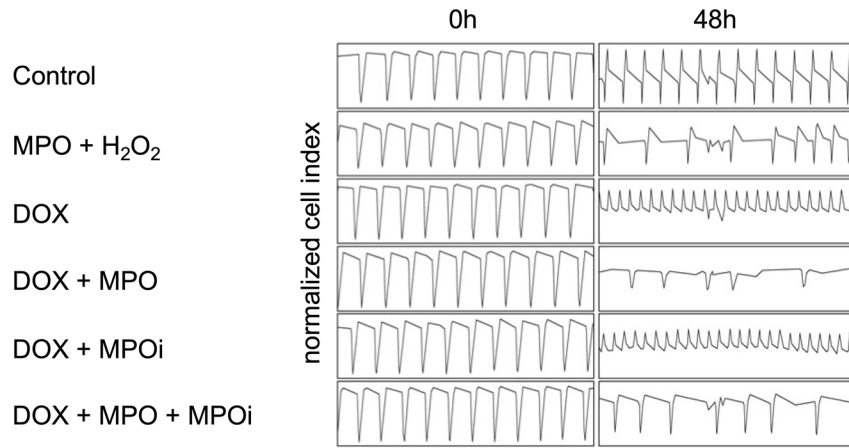 0h 48h
Control
MPO + H₂O₂
DOX
DOX + MPO
DOX + MPOi
DOX + MPO + MPOi
normalized cell index